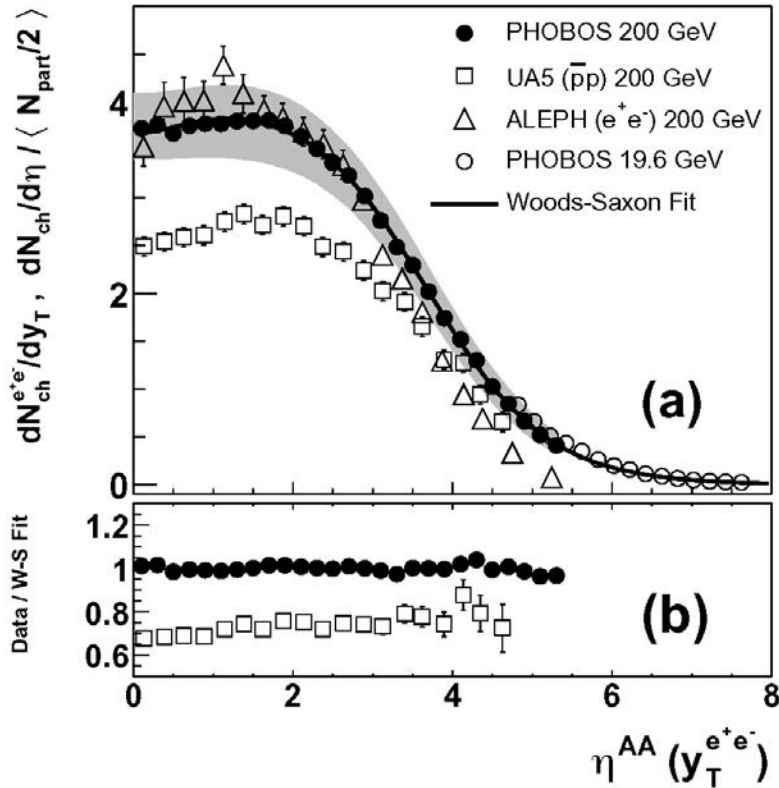 (a)
PHOBOS 200 GeV
UA5 (p̅p) 200 GeV
ALEPH (e⁺e⁻) 200 GeV
PHOBOS 19.6 GeV
Woods-Saxon Fit
dN_ch^{e⁺e⁻}/dy_T , dN_ch/dη / ⟨ N_part/2 ⟩
4
2
0
(b)
Data / W-S Fit
1.2
1
0.8
0.6
0 2 4 6 8
η^{AA} (y_T^{e⁺e⁻})